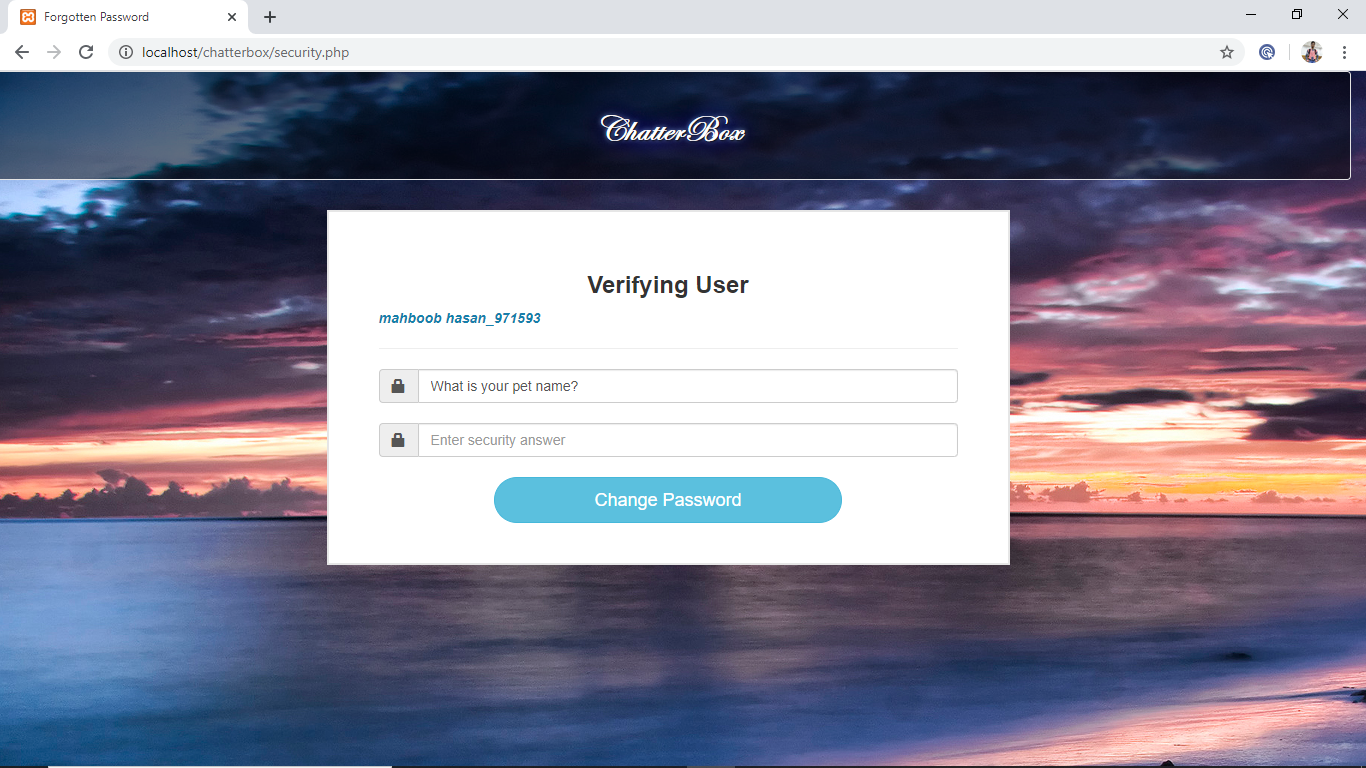 Forgotten Password
localhost/chatterbox/security.php
ChatterBox
Verifying User
mahboob hasan_971593
What is your pet name?
Enter security answer
Change Password